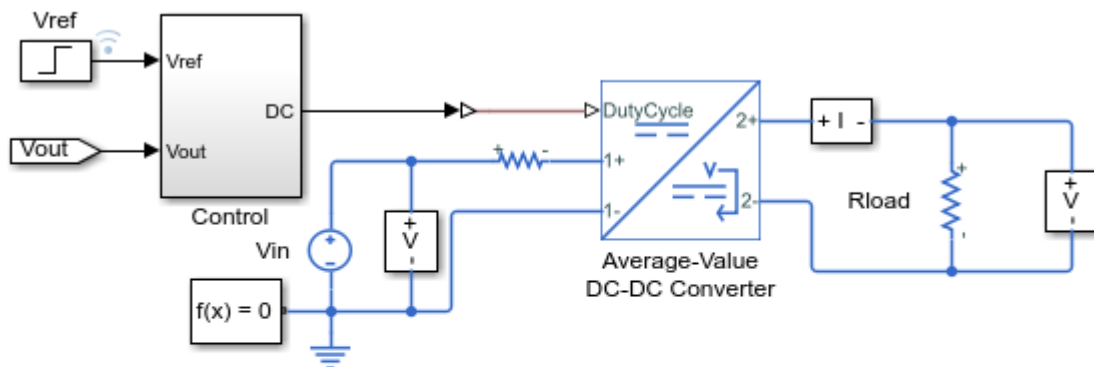 Vref
Vref
DC
Vout
Vout
Control
DutyCycle
1+
1-
2+
2-
V
+ I -
+
-
Vin
+
-
+
V
-
f(x) = 0
Average-Value
DC-DC Converter
Rload
+
-
+
V
-